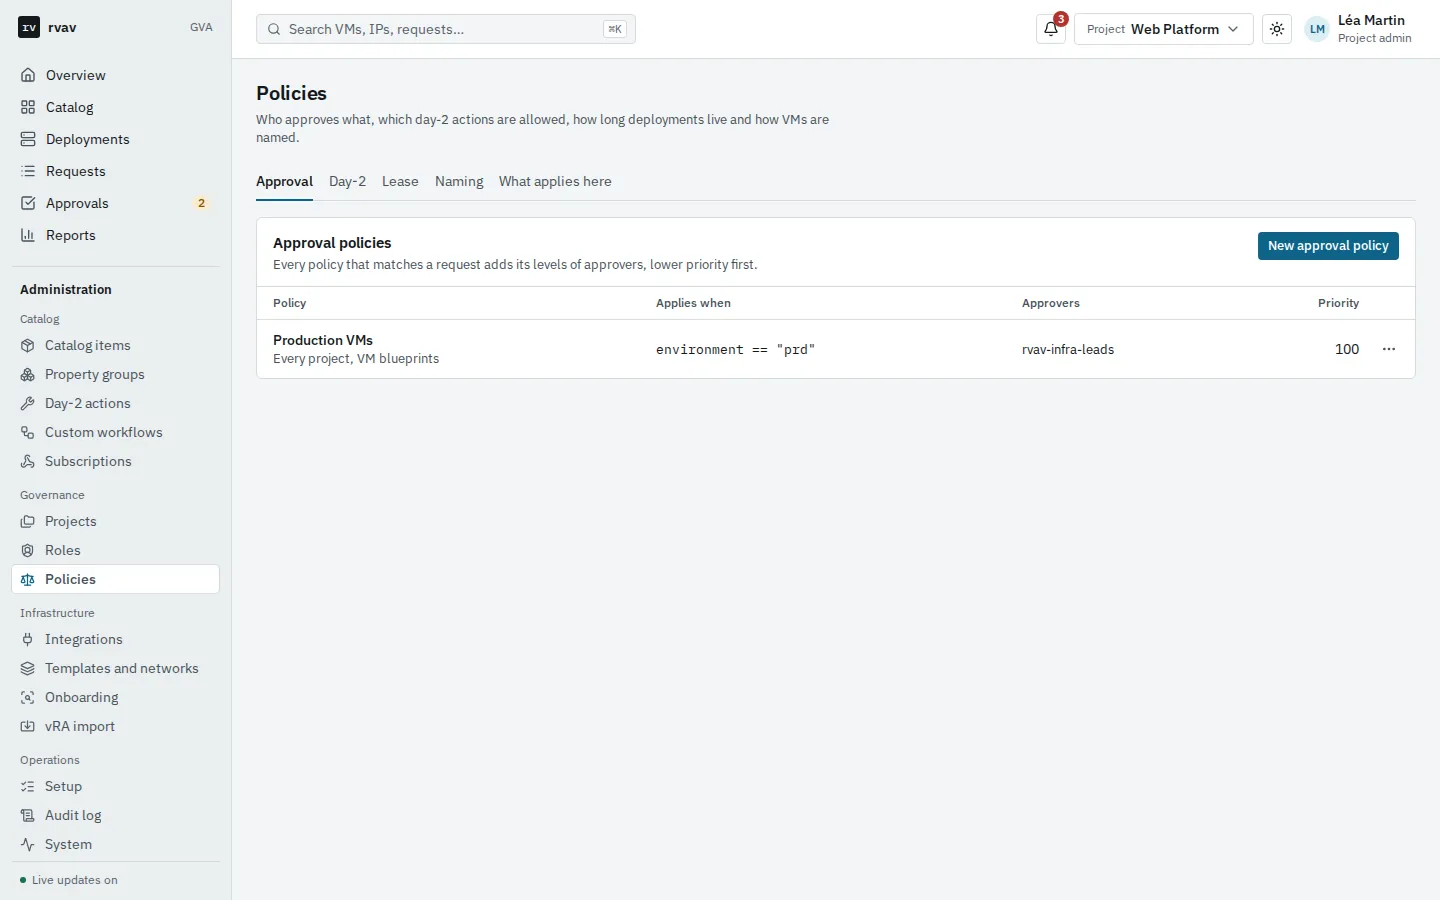 rv rvav GVA
Search VMs, IPs, requests... ⌘K
3
Project Web Platform
LM
Léa Martin
Project admin
Overview
Catalog
Deployments
Requests
Approvals 2
Reports
Administration
Catalog
Catalog items
Property groups
Day-2 actions
Custom workflows
Subscriptions
Governance
Projects
Roles
Policies
Infrastructure
Integrations
Templates and networks
Onboarding
vRA import
Operations
Setup
Audit log
System
Live updates on
Policies
Who approves what, which day-2 actions are allowed, how long deployments live and how VMs are
named.
Approval Day-2 Lease Naming What applies here
Approval policies
Every policy that matches a request adds its levels of approvers, lower priority first.
New approval policy
Policy Applies when Approvers Priority
Production VMs
Every project, VM blueprints
environment == "prd" rvav-infra-leads 100